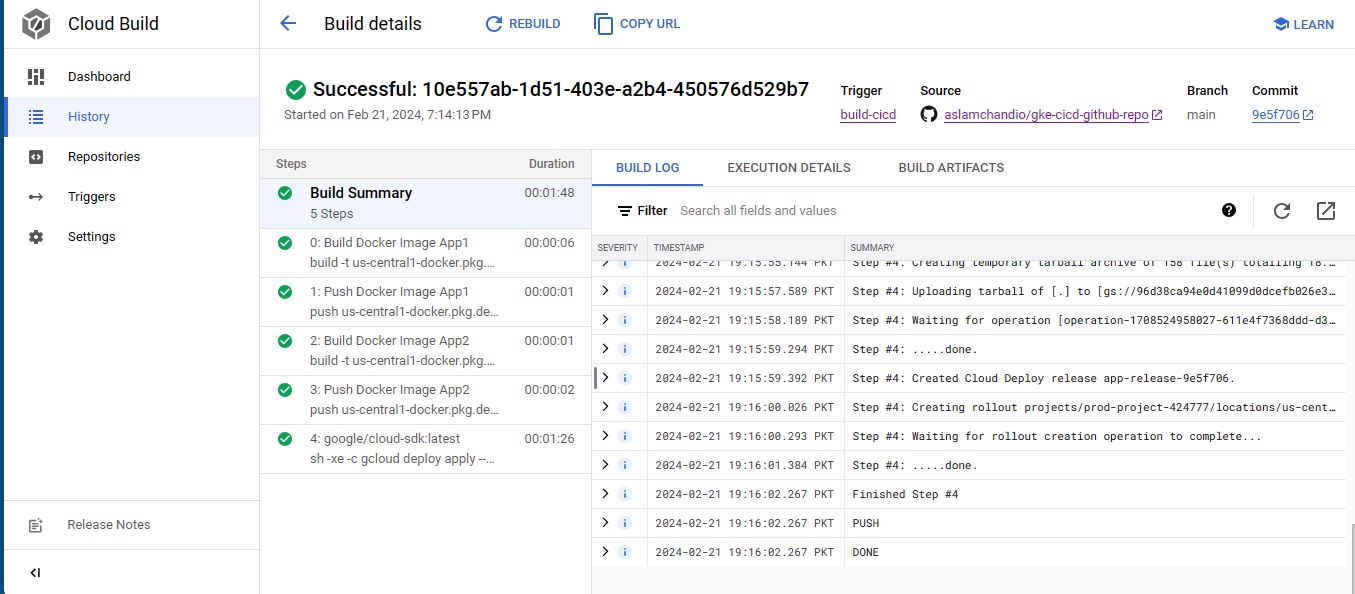 Cloud Build
Build details
REBUILD
COPY URL
LEARN
Dashboard
History
Repositories
Triggers
Settings
Release Notes
Successful: 10e557ab-1d51-403e-a2b4-450576d529b7
Started on Feb 21, 2024, 7:14:13 PM
Trigger
build-cicd
Source
aslamchandio/gke-cicd-github-repo
Branch
main
Commit
9e5f706
Steps Duration
Build Summary 00:01:48
5 Steps
0: Build Docker Image App1 00:00:06
build -t us-central1-docker.pkg....
1: Push Docker Image App1 00:00:01
push us-central1-docker.pkg.de...
2: Build Docker Image App2 00:00:01
build -t us-central1-docker.pkg....
3: Push Docker Image App2 00:00:02
push us-central1-docker.pkg.de...
4: google/cloud-sdk:latest 00:01:26
sh -xe -c gcloud deploy apply --...
BUILD LOG EXECUTION DETAILS BUILD ARTIFACTS
Filter Search all fields and values
SEVERITY TIMESTAMP SUMMARY
2024-02-21 19:15:55.144 PKT Step #4: Creating temporary tarball archive of 158 file(s) totalling 18...
2024-02-21 19:15:57.589 PKT Step #4: Uploading tarball of [.] to [gs://96d38ca94e0d41099d0dcefb026e3...
2024-02-21 19:15:58.189 PKT Step #4: Waiting for operation [operation-1708524958027-611e4f7368ddd-d3...
2024-02-21 19:15:59.294 PKT Step #4: .....done.
2024-02-21 19:15:59.392 PKT Step #4: Created Cloud Deploy release app-release-9e5f706.
2024-02-21 19:16:00.026 PKT Step #4: Creating rollout projects/prod-project-424777/locations/us-cent...
2024-02-21 19:16:00.293 PKT Step #4: Waiting for rollout creation operation to complete...
2024-02-21 19:16:01.384 PKT Step #4: .....done.
2024-02-21 19:16:02.267 PKT Finished Step #4
2024-02-21 19:16:02.267 PKT PUSH
2024-02-21 19:16:02.267 PKT DONE